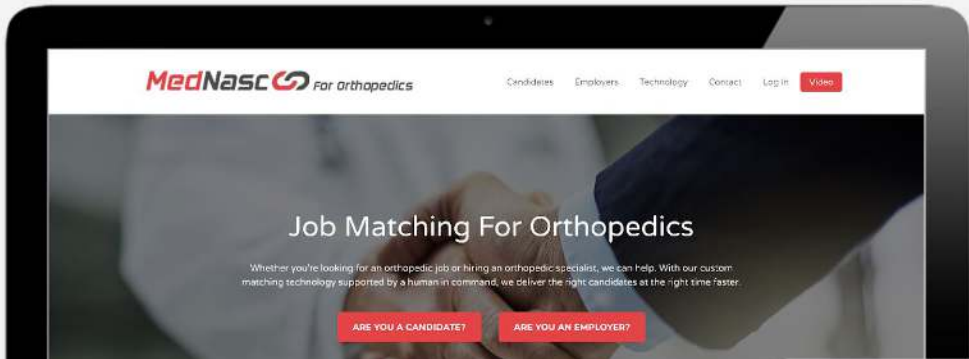 MedNasc For Orthopedics
Candidates Employers Technology Contact Log In Video
Job Matching For Orthopedics
Whether you're looking for an orthopedic job or hiring an orthopedic specialist, we can help. With our custom
matching technology supported by a human in command, we deliver the right candidates at the right time faster.
ARE YOU A CANDIDATE? ARE YOU AN EMPLOYER?